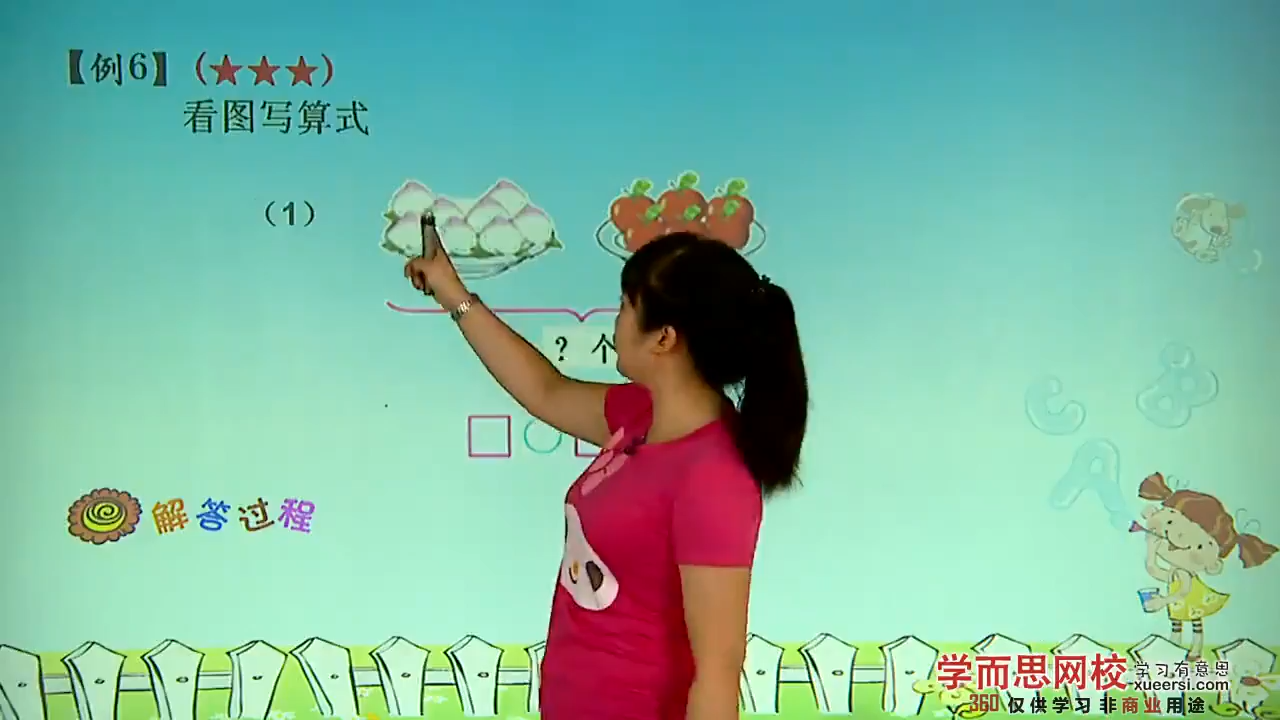 【例6】(★★★)
看图写算式
（1）
? 个
解答过程
学而思网校 学习有意思
xueersi.com
360 仅供学习 非商业用途